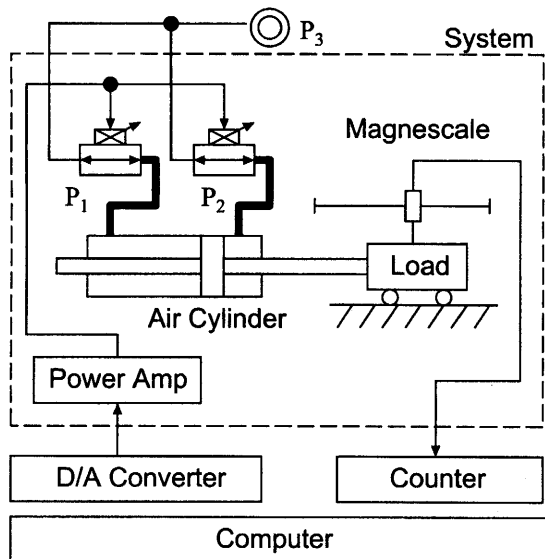 P3
System
Magnescale
P1
P2
Load
Air Cylinder
Power Amp
D/A Converter
Counter
Computer